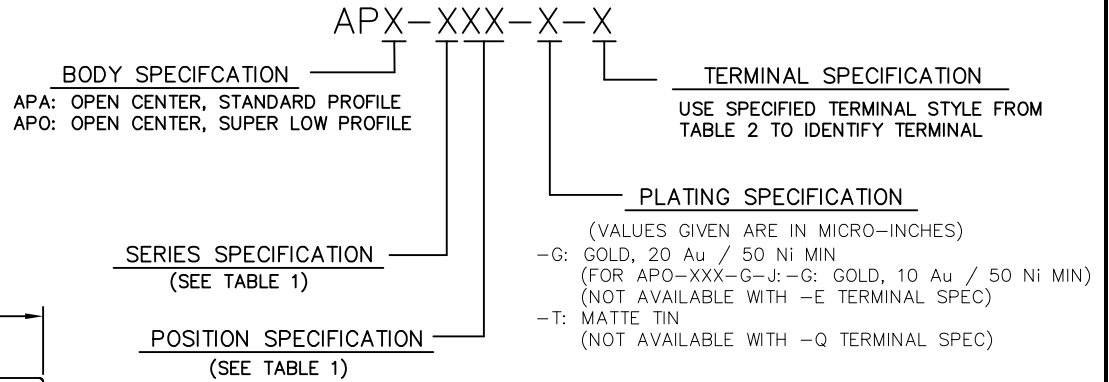 APX-XXX-X-X
BODY SPECIFCATION
APA: OPEN CENTER, STANDARD PROFILE
APO: OPEN CENTER, SUPER LOW PROFILE
TERMINAL SPECIFICATION
USE SPECIFIED TERMINAL STYLE FROM
TABLE 2 TO IDENTIFY TERMINAL
SERIES SPECIFICATION
(SEE TABLE 1)
POSITION SPECIFICATION
(SEE TABLE 1)
PLATING SPECIFICATION
(VALUES GIVEN ARE IN MICRO-INCHES)
-G: GOLD, 20 Au / 50 Ni MIN
(FOR APO-XXX-G-J: -G: GOLD, 10 Au / 50 Ni MIN)
(NOT AVAILABLE WITH -E TERMINAL SPEC)
-T: MATTE TIN
(NOT AVAILABLE WITH -Q TERMINAL SPEC)